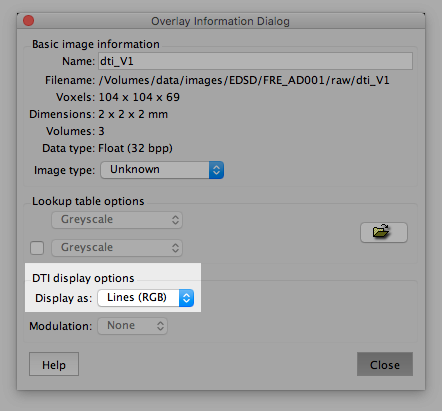 Overlay Information Dialog
Basic image information
Name: dti_V1
Filename: /Volumes/data/images/EDSD/FRE_AD001/raw/dti_V1
Voxels: 104 x 104 x 69
Dimensions: 2 x 2 x 2 mm
Volumes: 3
Data type: Float (32 bpp)
Image type: Unknown
Lookup table options
Greyscale
Greyscale
DTI display options
Display as: Lines (RGB)
Modulation: None
Help Close